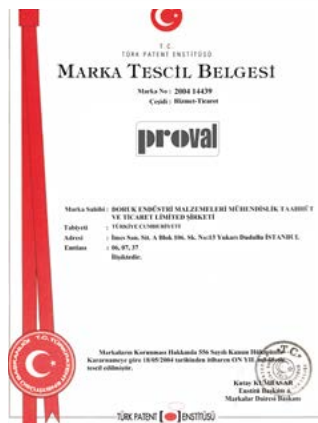 T.C.
TÜRK PATENT ENSTİTÜSÜ
MARKA TESCİL BELGESİ
Marka No : 2004 14439
Çeşidi : Hizmet-Ticaret
proval
Marka Sahibi : DORUK ENDÜSTRİ MALZEMELERİ MÜHENDİSLİK TAAHHÜT
VE TİCARET LİMİTED ŞİRKETİ
Tabiyeti : TÜRKİYE CUMHURİYETİ
Adresi : İmes San. Sit. A Blok 106. Sk. No:15 Yukarı Dudullu İSTANBUL
Emtiası : 06, 07, 37
İlişiktedir.
Markaların Korunması Hakkında 556 Sayılı Kanun Hükmünde
Kararnameye göre 18/05/2004 tarihinden itibaren ON YIL
tescil edilmiştir.
T.C.
Kutay
Enstitü Başkanı a.
Markalar Dairesi Başkanı
TÜRK PATENT ENSTİTÜSÜ